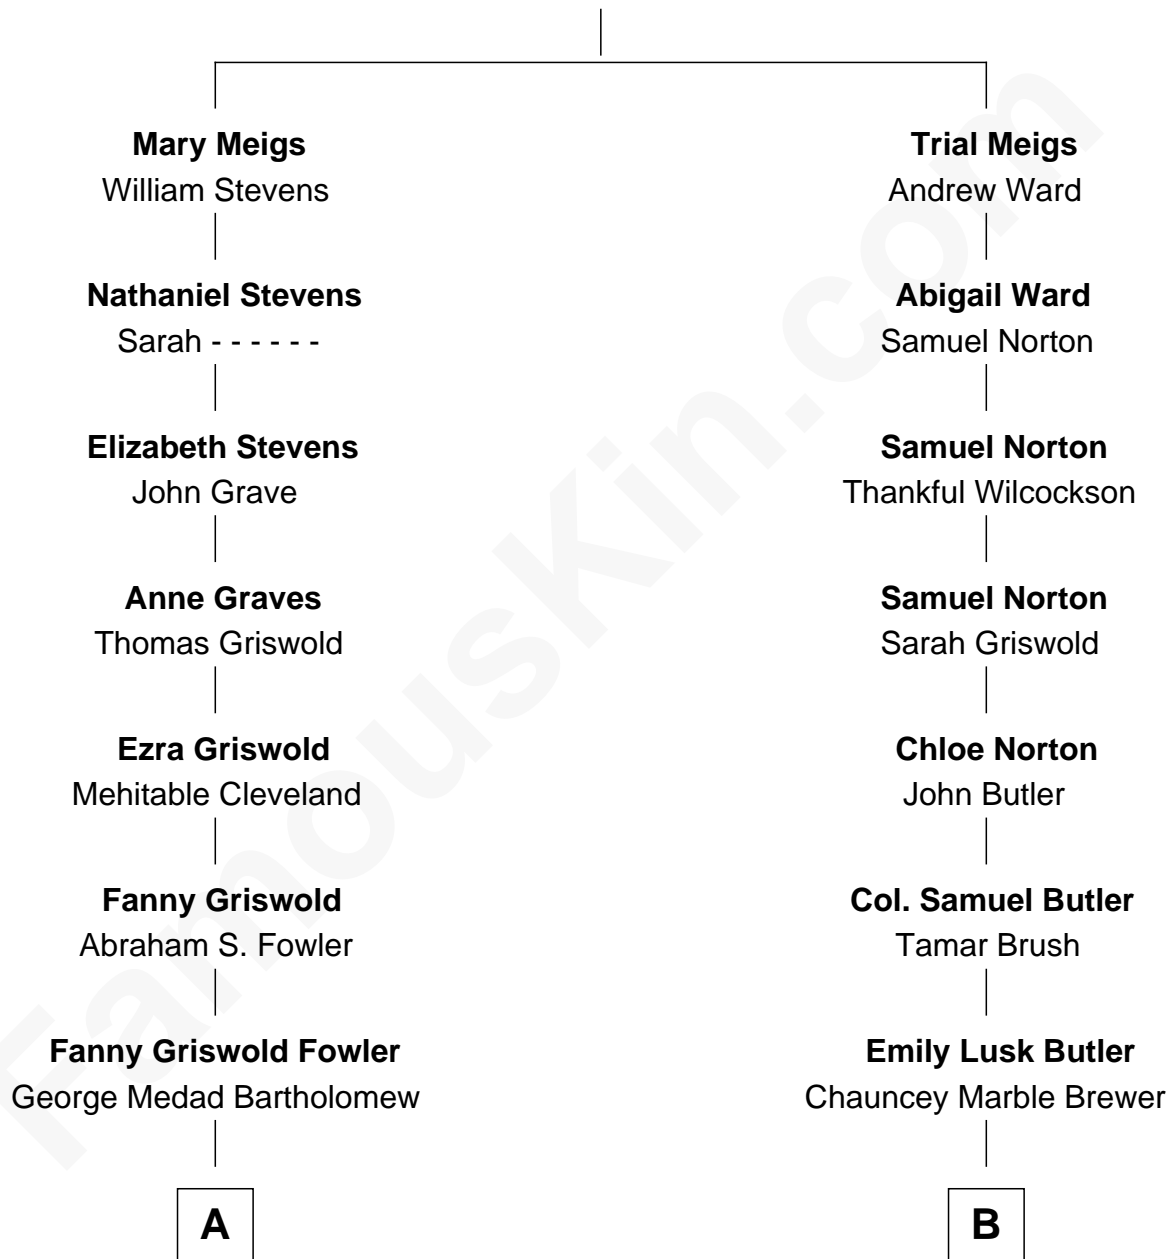 Mary Meigs
William Stevens
Trial Meigs
Andrew Ward
Nathaniel Stevens
Sarah - - - - - -
Abigail Ward
Samuel Norton
Elizabeth Stevens
John Grave
Samuel Norton
Thankful Wilcockson
Anne Graves
Thomas Griswold
Samuel Norton
Sarah Griswold
Ezra Griswold
Mehitable Cleveland
Chloe Norton
John Butler
Fanny Griswold
Abraham S. Fowler
Col. Samuel Butler
Tamar Brush
Fanny Griswold Fowler
George Medad Bartholomew
Emily Lusk Butler
Chauncey Marble Brewer
A
B
FamousKin.com